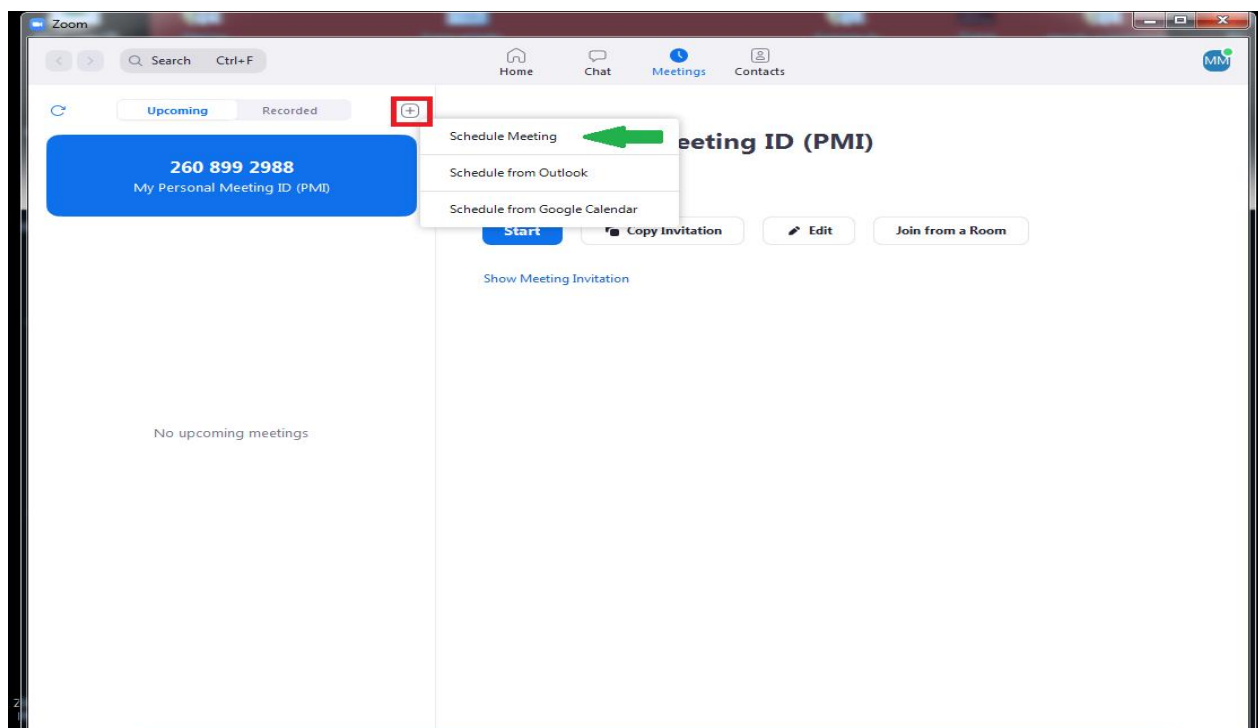 Zoom
Search Ctrl+F
Home Chat Meetings Contacts
MM
Upcoming Recorded
260 899 2988
My Personal Meeting ID (PMI)
Schedule Meeting
Schedule from Outlook
Schedule from Google Calendar
eeting ID (PMI)
Start Copy Invitation Edit Join from a Room
Show Meeting Invitation
No upcoming meetings